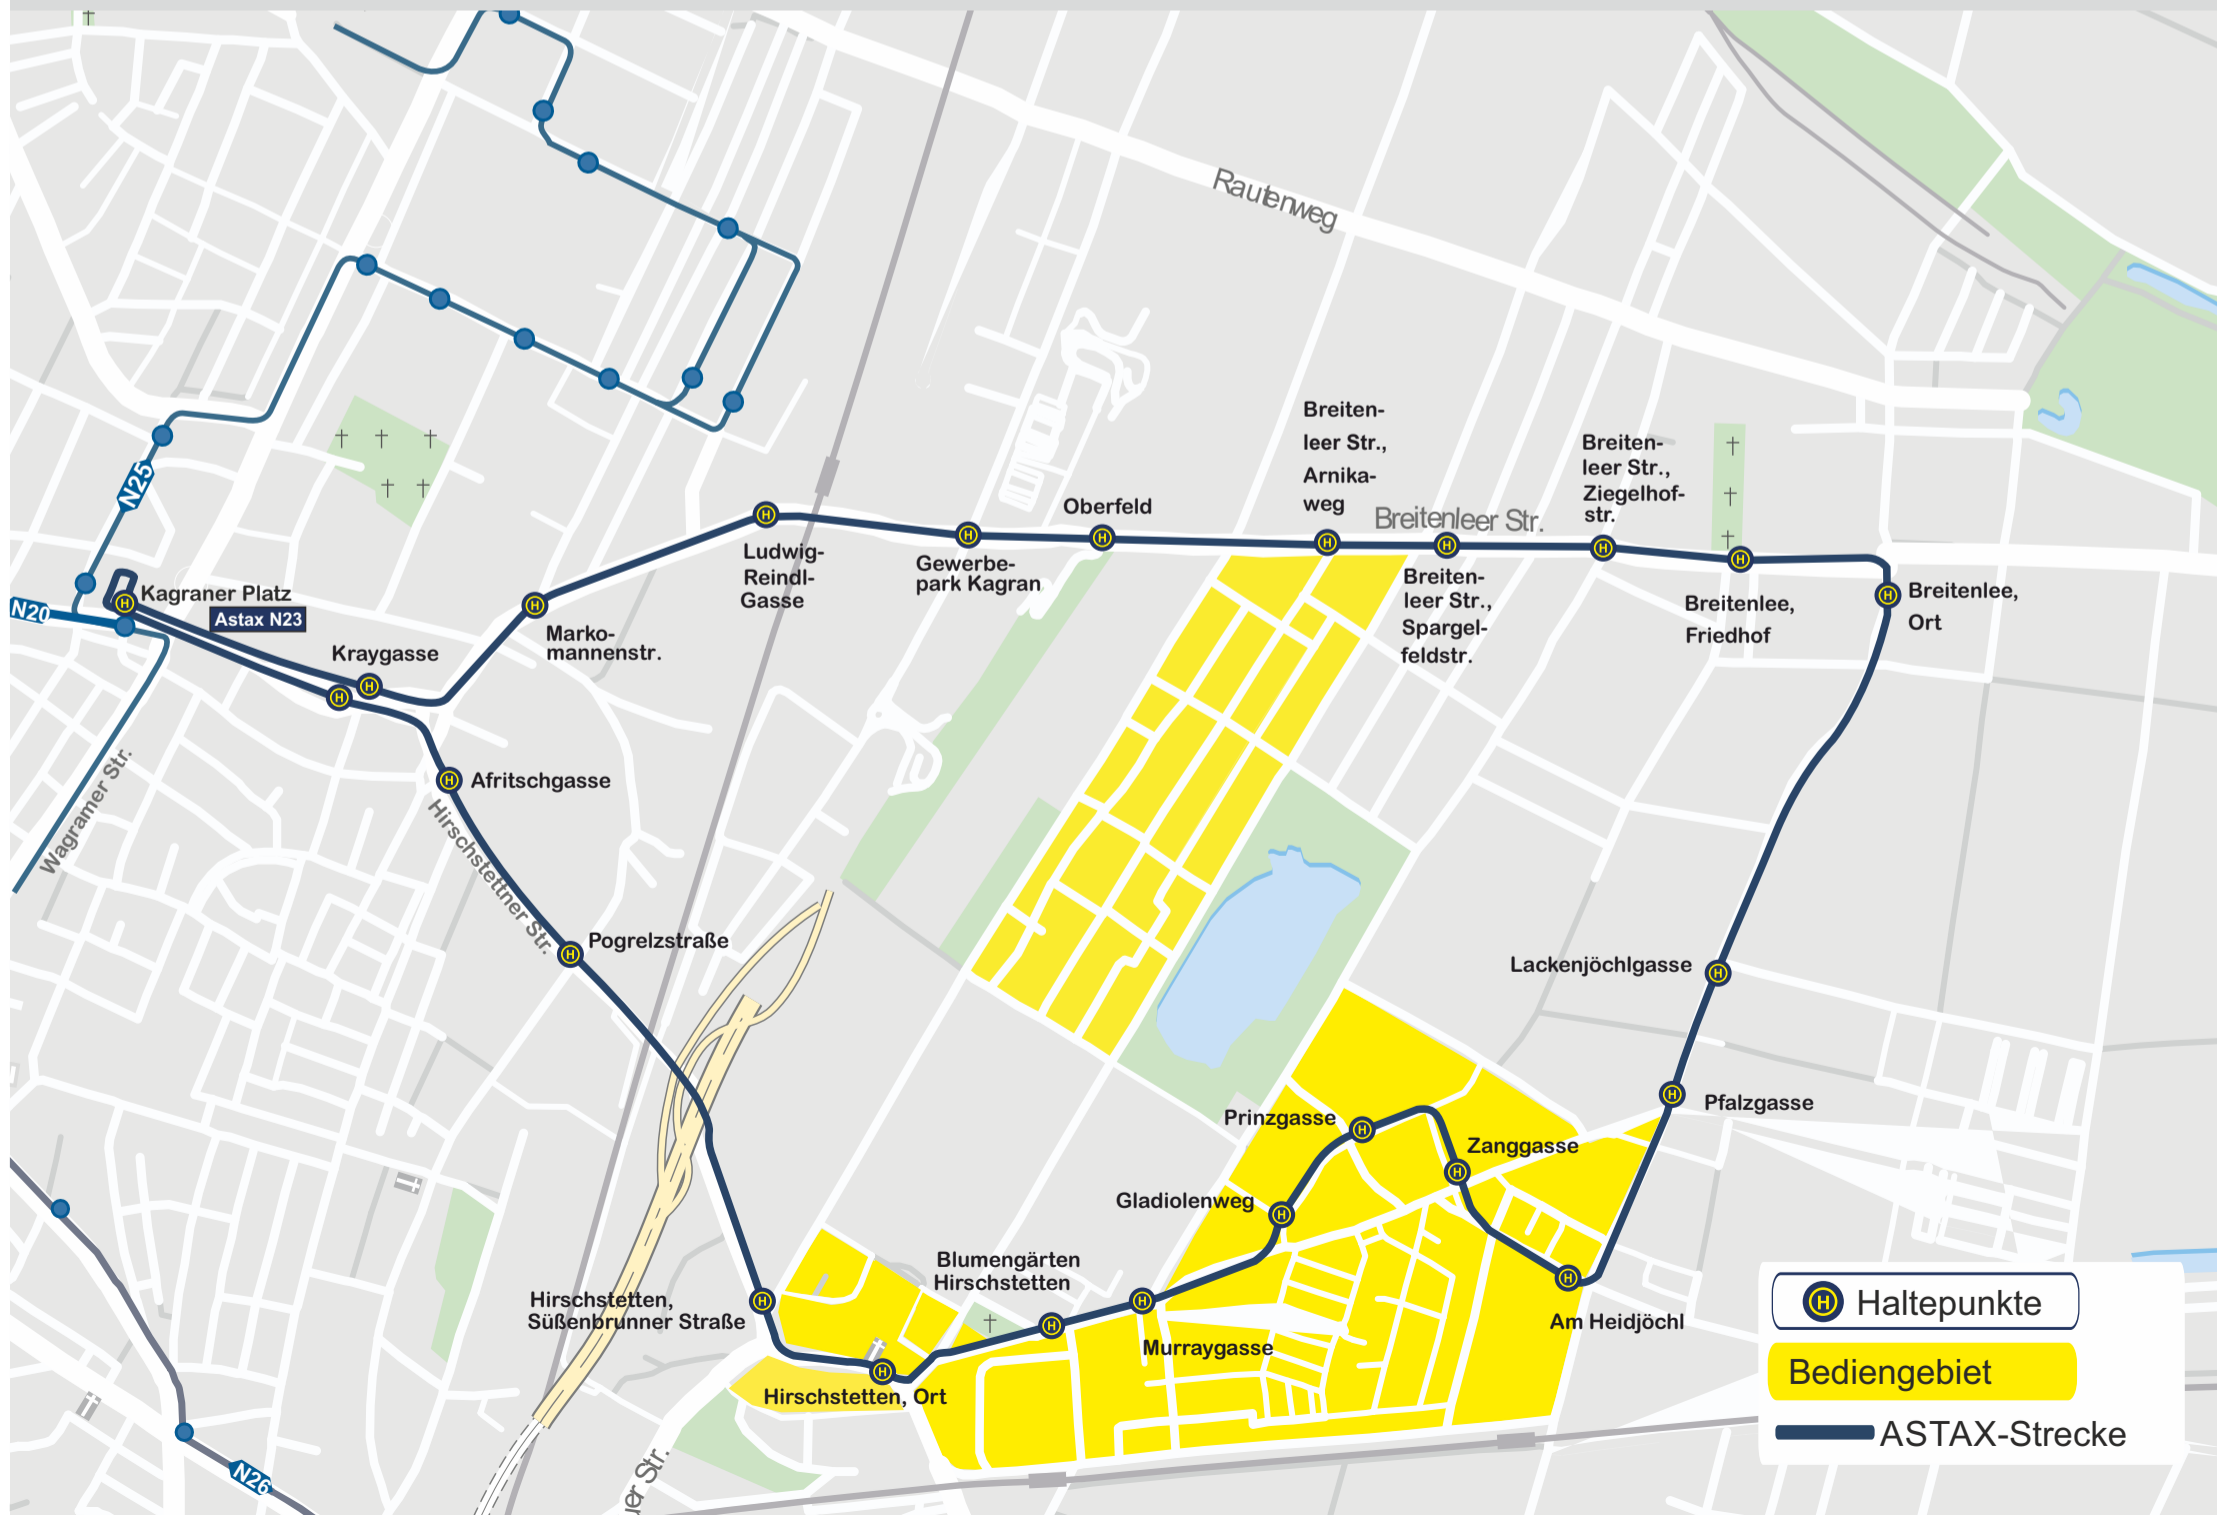 Rautenweg
Breiten-
leer Str.,
Arnika-
weg
Breiten-
leer Str.,
Ziegelhof-
str.
N25
Oberfeld
Breitenleer Str.
Ludwig-
Reindl-
Gasse
Gewerbe-
park Kagran
Breiten-
leer Str.,
Spargel-
feldstr.
Breitenlee,
Friedhof
Breitenlee,
Ort
Kagraner Platz
N20
Astax N23
Marko-
mannenstr.
Kraygasse
Afritschgasse
Wagramer Str.
Hirschstettner Str.
Pogrelzstraße
Lackenjöchlgasse
Pfalzgasse
Prinzgasse
Zanggasse
Gladiolenweg
Blumengärten
Hirschstetten
Hirschstetten,
Süßenbrunner Straße
Murraygasse
Am Heidjöchl
Hirschstetten, Ort
N26
uer Str.
H Haltepunkte
Bediengebiet
ASTAX-Strecke